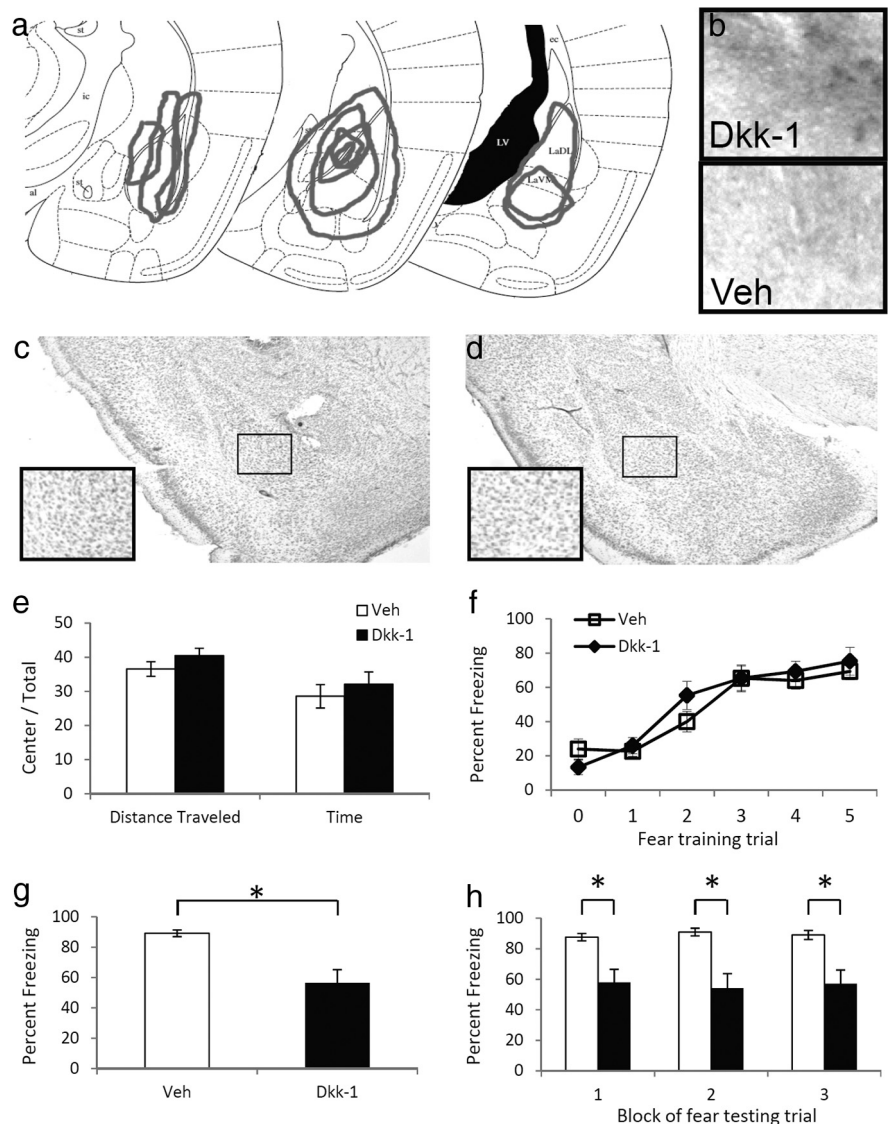 a
st
ic
st
al
ec
LV
LaDL
b
Dkk-1
Veh
c
d
e
Veh
Dkk-1
Center / Total
50
40
30
20
10
0
Distance Traveled Time
f
Veh
Dkk-1
Percent Freezing
100
80
60
40
20
0
0 1 2 3 4 5
Fear training trial
g
*
Percent Freezing
100
80
60
40
20
0
Veh Dkk-1
h
* * *
Percent Freezing
100
80
60
40
20
0
1 2 3
Block of fear testing trial